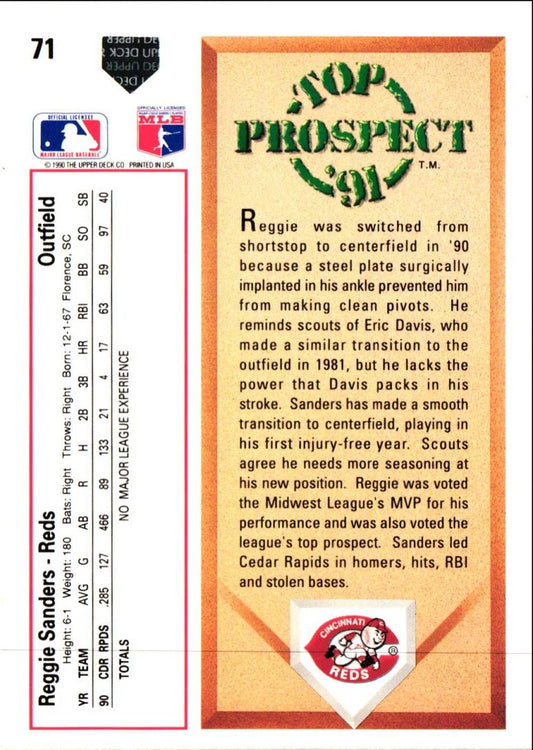 71
UPPER DECK
OFFICIAL LICENSEE
MAJOR LEAGUE BASEBALL
OFFICIALLY LICENSED
MLB
© 1990 THE UPPER DECK CO PRINTED IN USA
Reggie Sanders - Reds Outfield
Height: 6-1 Weight: 180 Bats: Right Throws: Right Born: 12-1-67 Florence, SC
YR TEAM AVG G AB R H 2B 3B HR RBI BB SO SB
90 CDR RPDS .285 127 466 89 133 21 4 17 63 59 97 40
TOTALS NO MAJOR LEAGUE EXPERIENCE
TOP
PROSPECT
'91
T.M.
Reggie was switched from
shortstop to centerfield in '90
because a steel plate surgically
implanted in his ankle prevented him
from making clean pivots. He
reminds scouts of Eric Davis, who
made a similar transition to the
outfield in 1981, but he lacks the
power that Davis packs in his
stroke. Sanders has made a smooth
transition to centerfield, playing in
his first injury-free year. Scouts
agree he needs more seasoning at
his new position. Reggie was voted
the Midwest League's MVP for his
performance and was also voted the
league's top prospect. Sanders led
Cedar Rapids in homers, hits, RBI
and stolen bases.
CINCINNATI
REDS
®